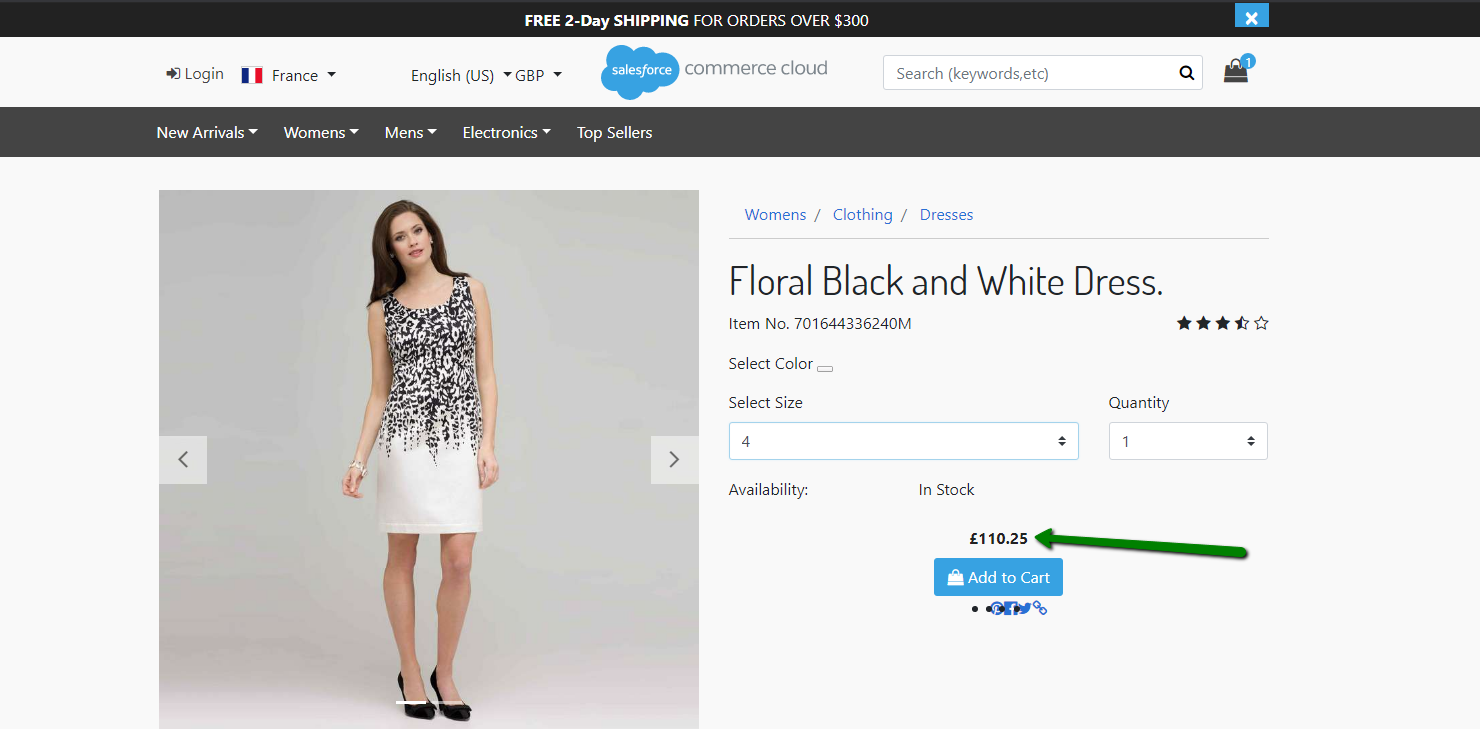 FREE 2-Day SHIPPING FOR ORDERS OVER $300
Login France English (US) GBP salesforce commerce cloud Search (keywords,etc) 1
New Arrivals Womens Mens Electronics Top Sellers
Womens / Clothing / Dresses
Floral Black and White Dress.
Item No. 701644336240M
Select Color
Select Size Quantity
4 1
Availability: In Stock
£110.25
Add to Cart